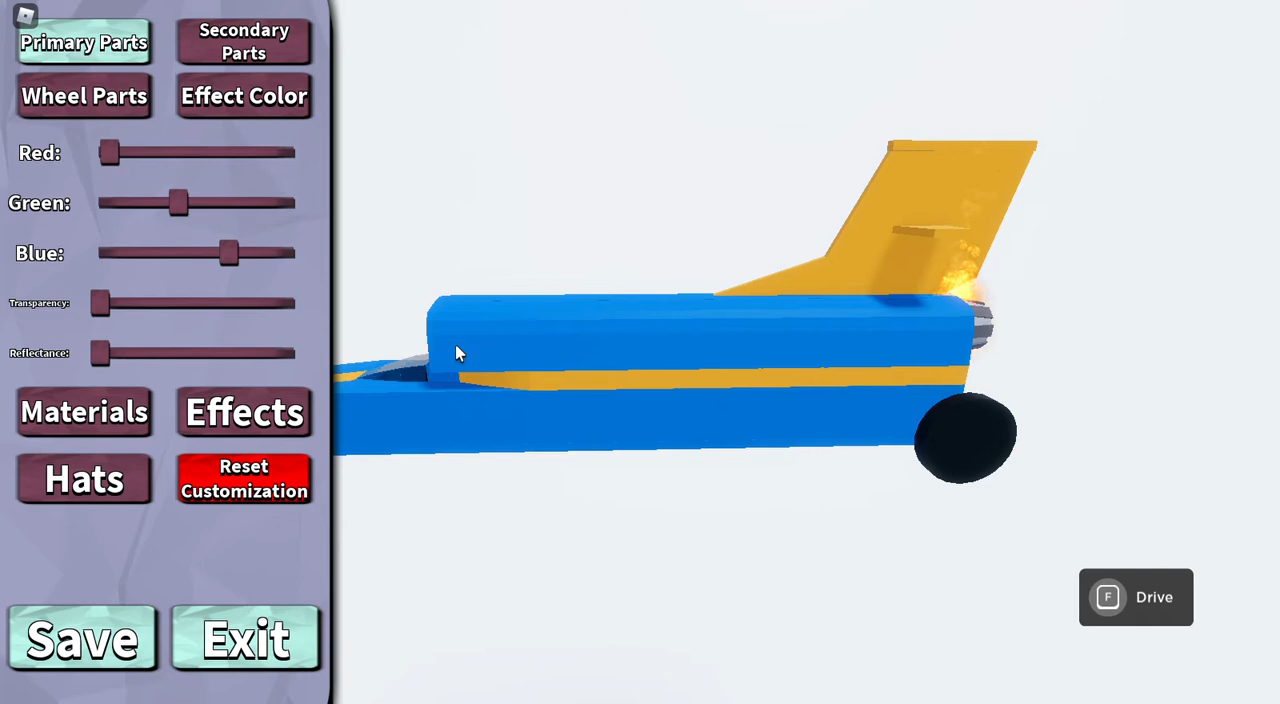 Primary Parts
Secondary
Parts
Wheel Parts
Effect Color
Red:
Green:
Blue:
Transparency:
Reflectance:
Materials
Effects
Hats
Reset
Customization
Save
Exit
F
Drive